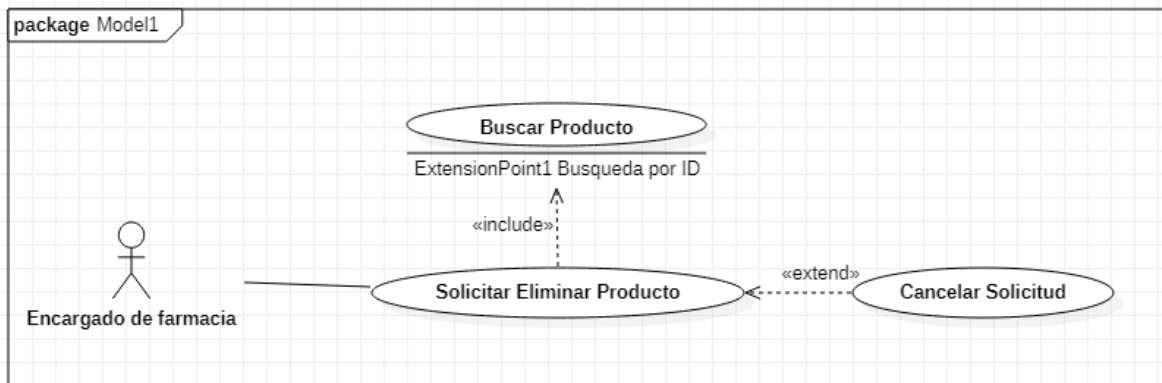 package Model1
Buscar Producto
ExtensionPoint1 Busqueda por ID
«include»
«extend»
Solicitar Eliminar Producto
Cancelar Solicitud
Encargado de farmacia